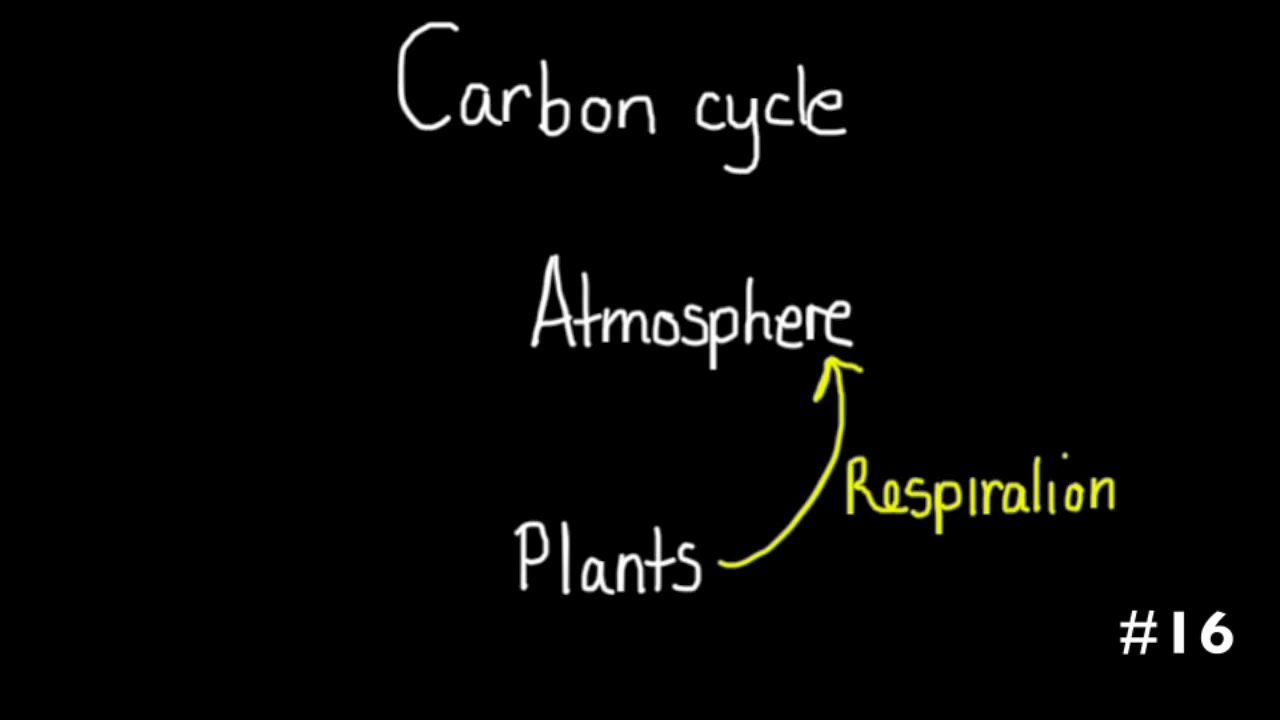 Carbon cycle
Atmosphere
Respiration
Plants
#16